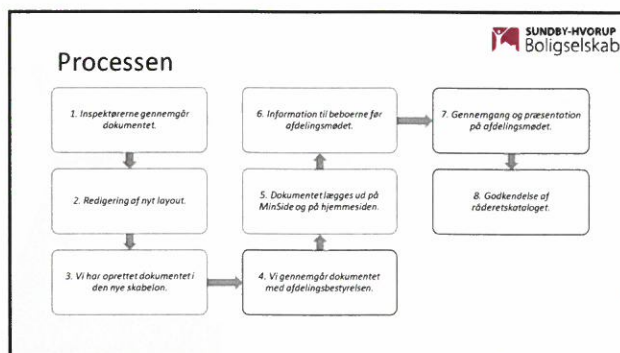 SUNDBY-HVORUP
Boligselskab
Processen
1. Inspektørerne gennemgår
dokumentet.
2. Redigering af nyt layout.
3. Vi har oprettet dokumentet i
den nye skabelon.
4. Vi gennemgår dokumentet
med afdelingsbestyrelsen.
5. Dokumentet lægges ud på
MinSide og på hjemmesiden.
6. Information til beboerne før
afdelingsmødet.
7. Gennemgang og præsentation
på afdelingsmødet.
8. Godkendelse af
råderetskataloget.